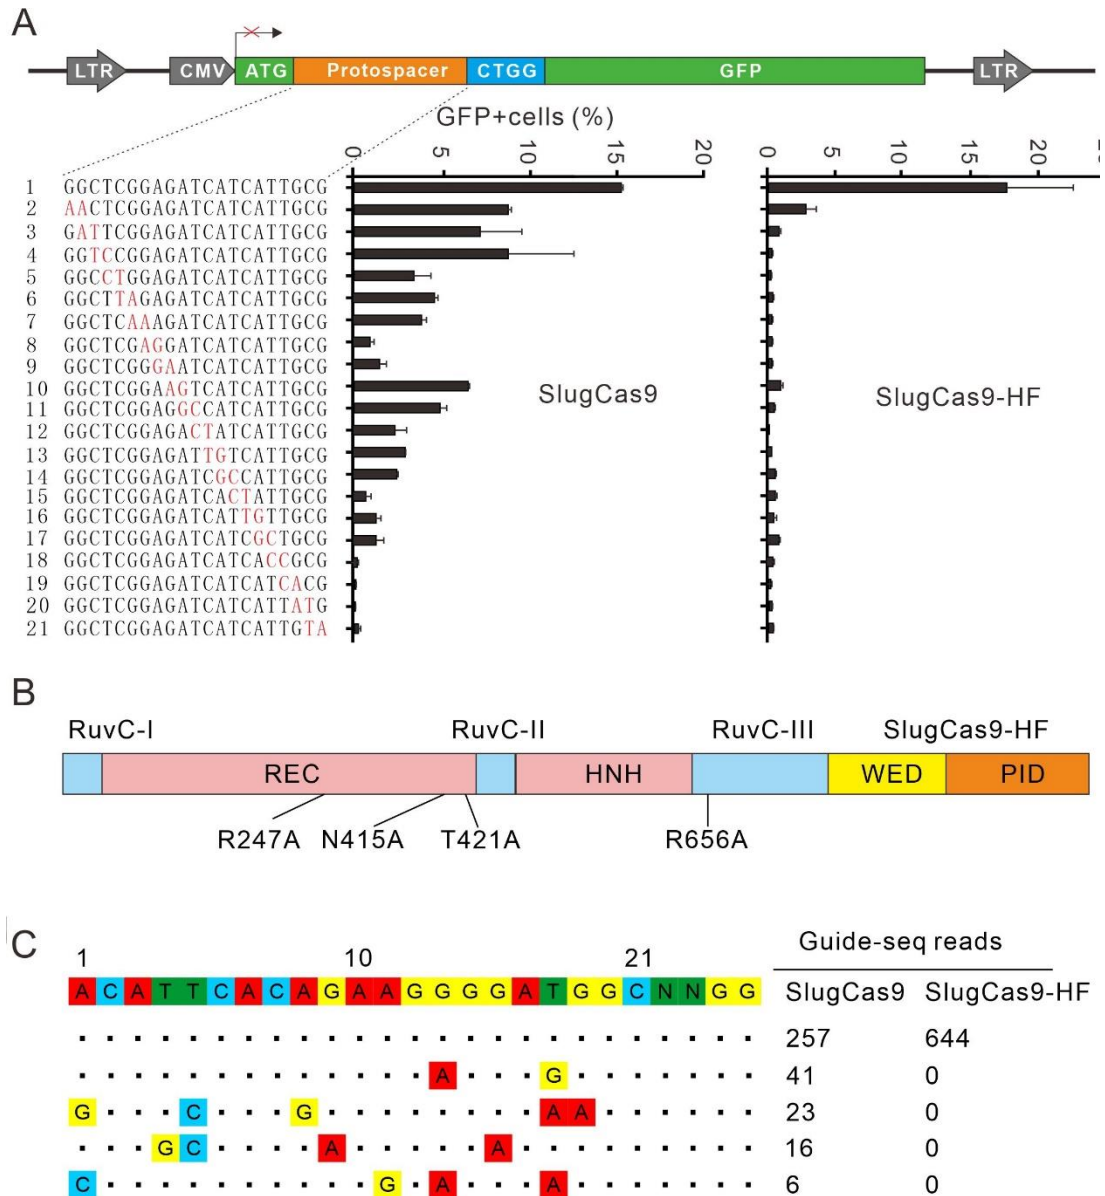 A
LTR CMV ATG Protospacer CTGG GFP LTR
GFP+cells (%)
0 5 10 15 20
0 5 10 15 20
1 GGCTCGGAGATCATCATTGCG
2 AACTCGGAGATCATCATTGCG
3 GATTCGGAGATCATCATTGCG
4 GGTCCGGAGATCATCATTGCG
5 GGCCTGGAGATCATCATTGCG
6 GGCTTAGAGATCATCATTGCG
7 GGCTCAAAGATCATCATTGCG
8 GGCTCGAGGATCATCATTGCG
9 GGCTCGGGAATCATCATTGCG
10 GGCTCGGAAGTCATCATTGCG
11 GGCTCGGAGGCCATCATTGCG
12 GGCTCGGAGACTATCATTGCG
13 GGCTCGGAGATTGTCATTGCG
14 GGCTCGGAGATCGCCATTGCG
15 GGCTCGGAGATCACTATTGCG
16 GGCTCGGAGATCATTGTTGCG
17 GGCTCGGAGATCATCGCTGCG
18 GGCTCGGAGATCATCACCGCG
19 GGCTCGGAGATCATCATCACG
20 GGCTCGGAGATCATCATTATG
21 GGCTCGGAGATCATCATTGTA
SlugCas9
SlugCas9-HF
B
RuvC-I RuvC-II RuvC-III SlugCas9-HF
REC HNH WED PID
R247A N415A T421A R656A
C
1 10 21 Guide-seq reads
A C A T T C A C A G A A G G G G A T G G C N N G G SlugCas9 SlugCas9-HF
257 644
A G 41 0
G C G A A 23 0
G C A A 16 0
C G A A 6 0